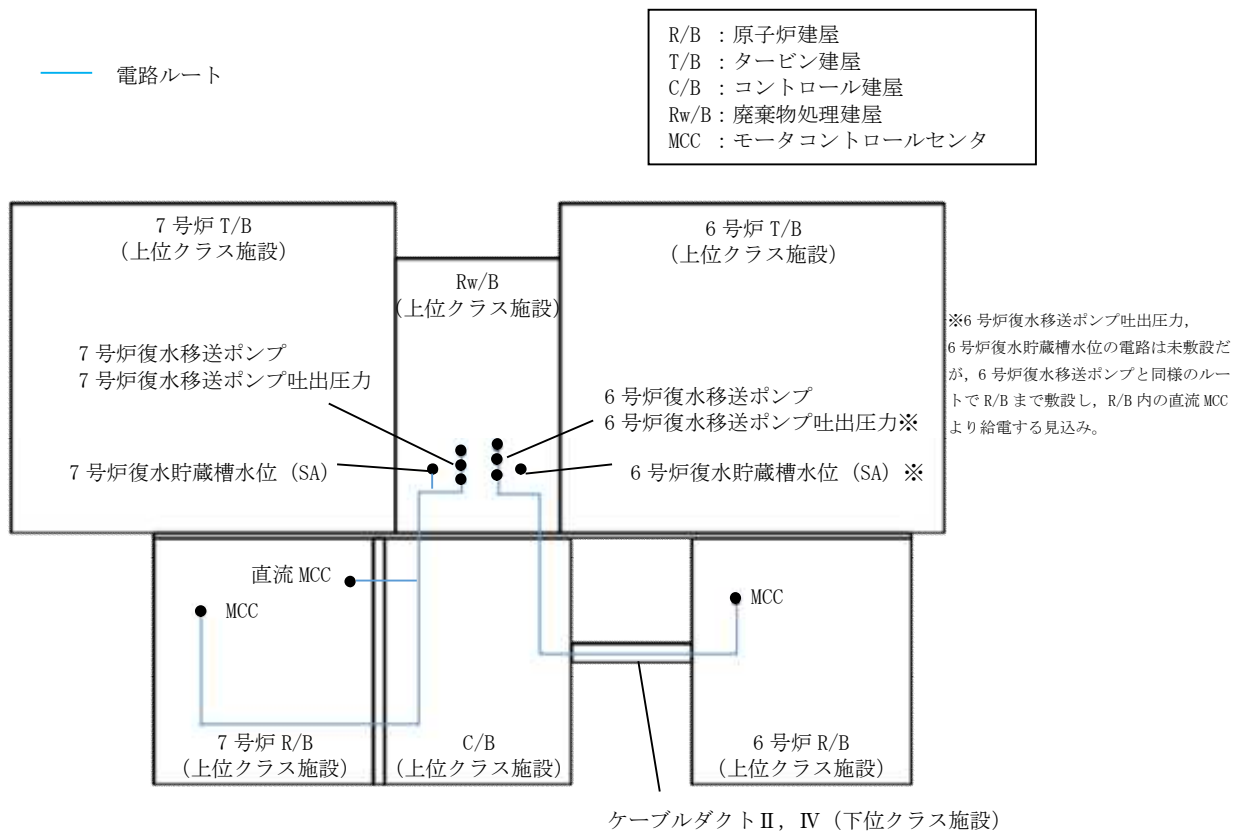 電路ルート
R/B ：原子炉建屋
T/B ：タービン建屋
C/B ：コントロール建屋
Rw/B：廃棄物処理建屋
MCC ：モータコントロールセンタ
7 号炉 T/B
（上位クラス施設）
Rw/B
（上位クラス施設）
6 号炉 T/B
（上位クラス施設）
※6 号炉復水移送ポンプ吐出圧力，
6 号炉復水貯蔵槽水位の電路は未敷設だ
が，6 号炉復水移送ポンプと同様のルー
トで R/B まで敷設し，R/B 内の直流 MCC
より給電する見込み。
7 号炉復水移送ポンプ
7 号炉復水移送ポンプ吐出圧力
6 号炉復水移送ポンプ
6 号炉復水移送ポンプ吐出圧力※
7 号炉復水貯蔵槽水位（SA）
6 号炉復水貯蔵槽水位（SA）※
直流 MCC
MCC
MCC
7 号炉 R/B
（上位クラス施設）
C/B
（上位クラス施設）
6 号炉 R/B
（上位クラス施設）
ケーブルダクトⅡ，Ⅳ（下位クラス施設）